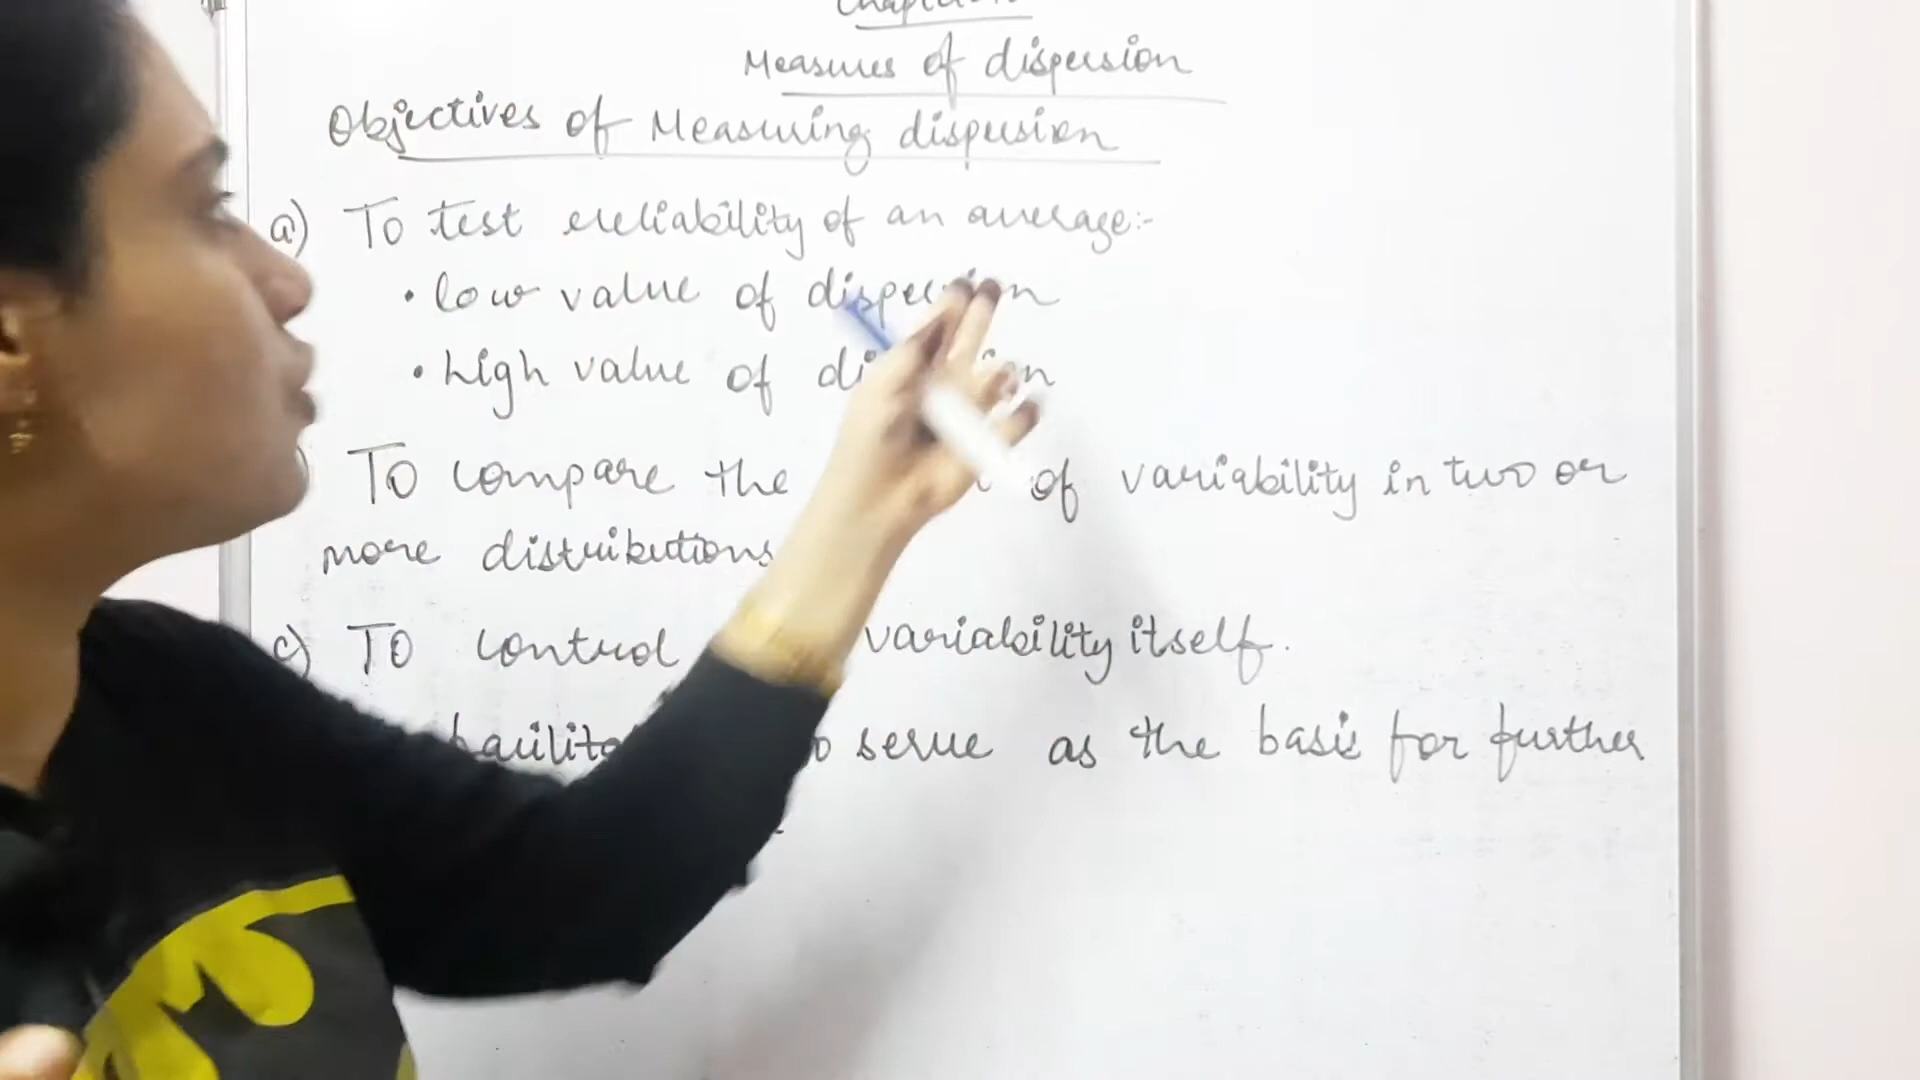 Measures of dispersion
Objectives of Measuring dispersion
a) To test reliability of an average:-
• low value of dispersion
• high value of
To compare the of variability in two or
more distributions
c) To control variability itself.
serve as the basis for further